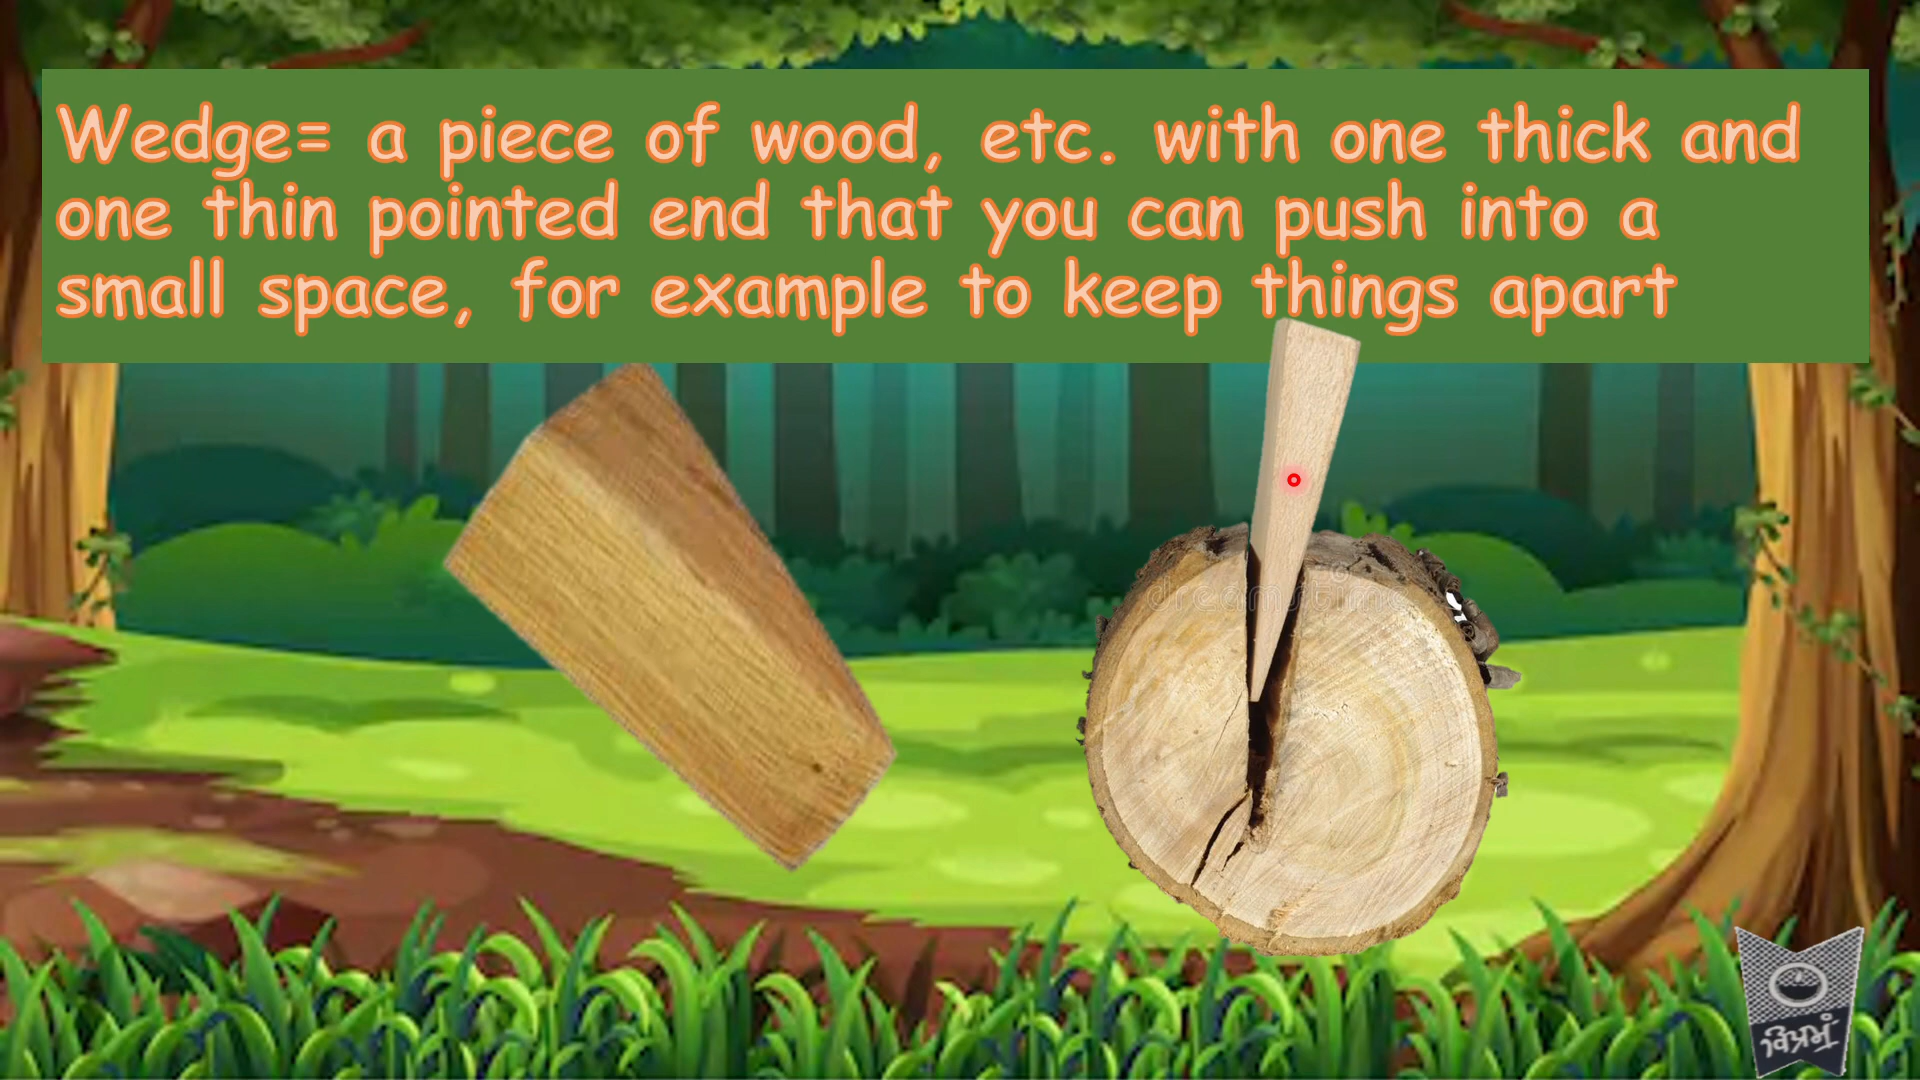 Wedge= a piece of wood, etc. with one thick and
one thin pointed end that you can push into a
small space, for example to keep things apart
dreamstime